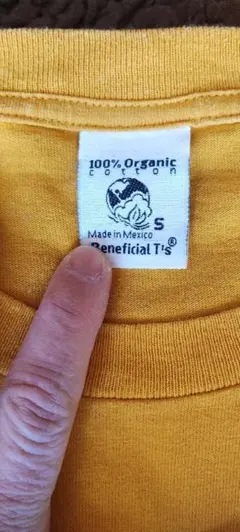 100% Organic
cotton
S
Made in Mexico
Beneficial T's®